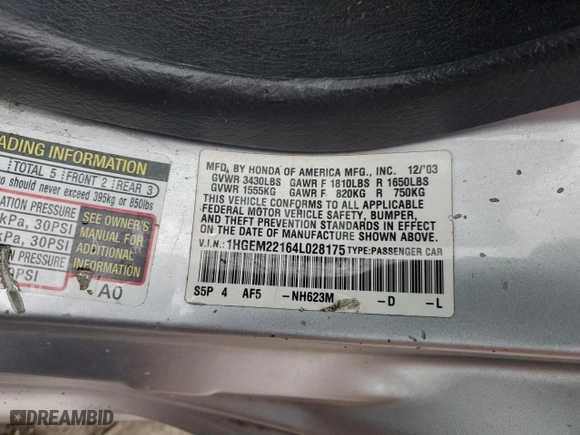 ADING INFORMATION
TOTAL 5 FRONT 2 REAR 3
o should never exceed 395kg or 850lbs
ATION PRESSURE
kPa, 30PSI
kPa, 30PSI
N PRESSURE
0PSI
SEE OWNER'S
MANUAL FOR
ADDITIONAL
INFORMATION
A0
MFD. BY HONDA OF AMERICA MFG., INC. 12/'03
GVWR 3430LBS GAWR F 1810LBS R 1650LBS
GVWR 1555KG GAWR F 820KG R 750KG
THIS VEHICLE CONFORMS TO ALL APPLICABLE
FEDERAL MOTOR VEHICLE SAFETY, BUMPER,
AND THEFT PREVENTION STANDARDS IN EFFECT
ON THE DATE OF MANUFACTURE SHOWN ABOVE.
V.I.N.: 1HGEM22164L028175 TYPE:PASSENGER CAR
S5P 4 AF5 -NH623M -D -L
DREAMBID